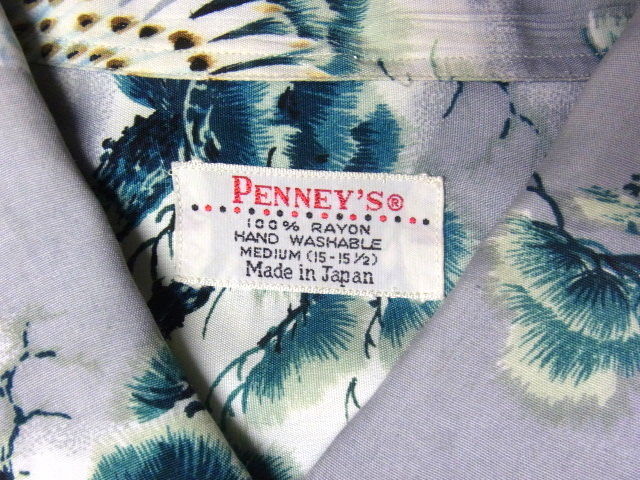 PENNEY'S®
100% RAYON
HAND WASHABLE
MEDIUM (15-15½)
Made in Japan